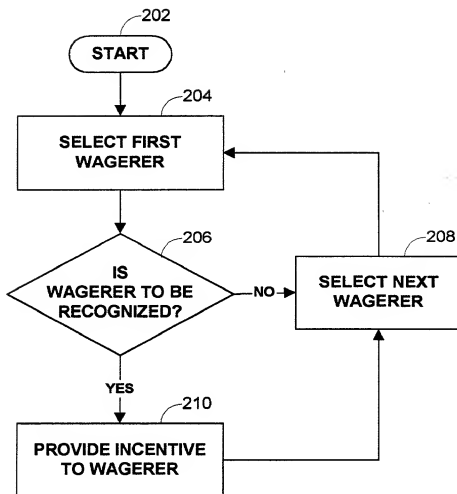 202
START
204
SELECT FIRST
WAGERER
206
IS
WAGERER TO BE
RECOGNIZED?
NO
208
SELECT NEXT
WAGERER
YES
210
PROVIDE INCENTIVE
TO WAGERER